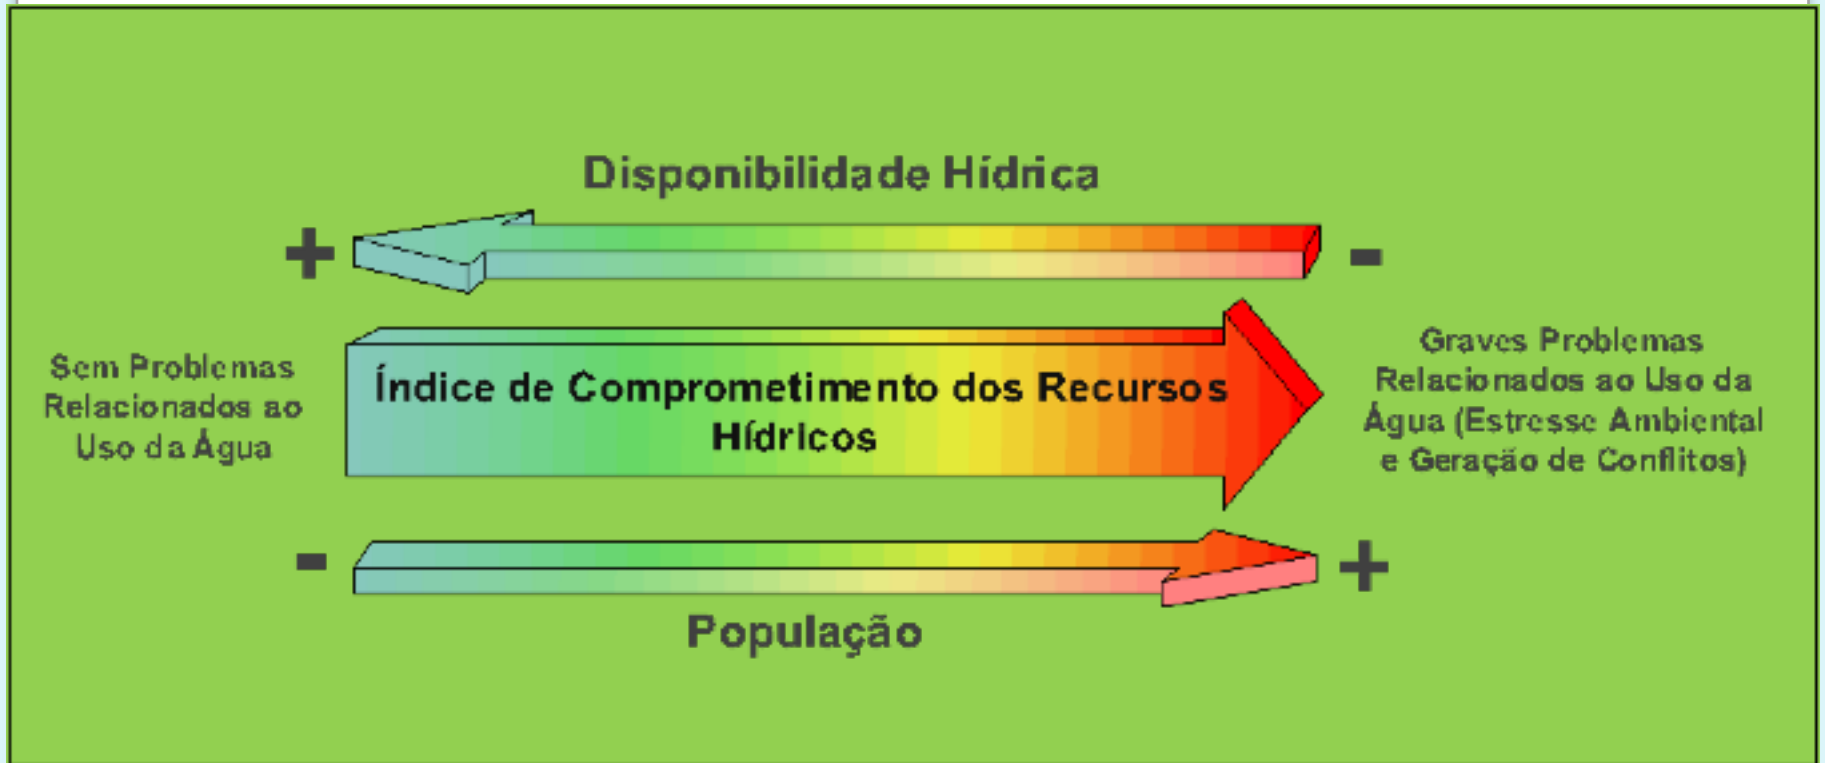 Disponibilidade Hídrica
+
-
Sem Problemas
Relacionados ao
Uso da Água
Índice de Comprometimento dos Recursos
Hídricos
Graves Problemas
Relacionados ao Uso da
Água (Estresse Ambiental
e Geração de Conflitos)
-
+
População